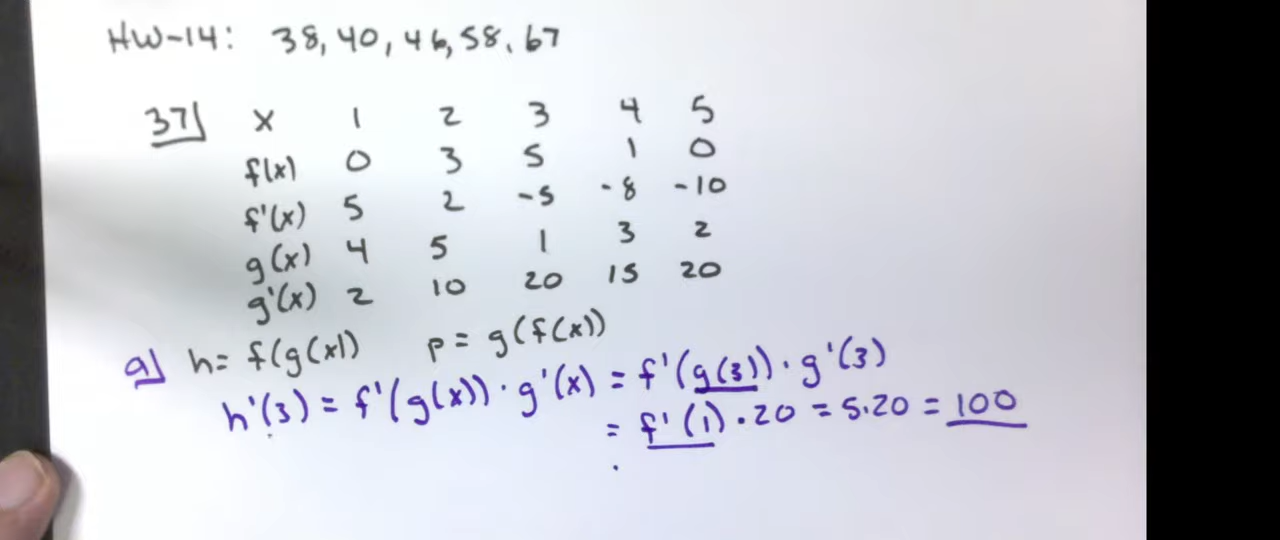 HW-14: 38, 40, 46, 58, 67
37) x 1 2 3 4 5
f(x) 0 3 5 1 0
f'(x) 5 2 -5 -8 -10
g(x) 4 5 1 3 2
g'(x) 2 10 20 15 20
a) h = f(g(x)) p = g(f(x))
h'(3) = f'(g(x)) · g'(x) = f'(g(3)) · g'(3)
= f'(1) · 20 = 5·20 = 100